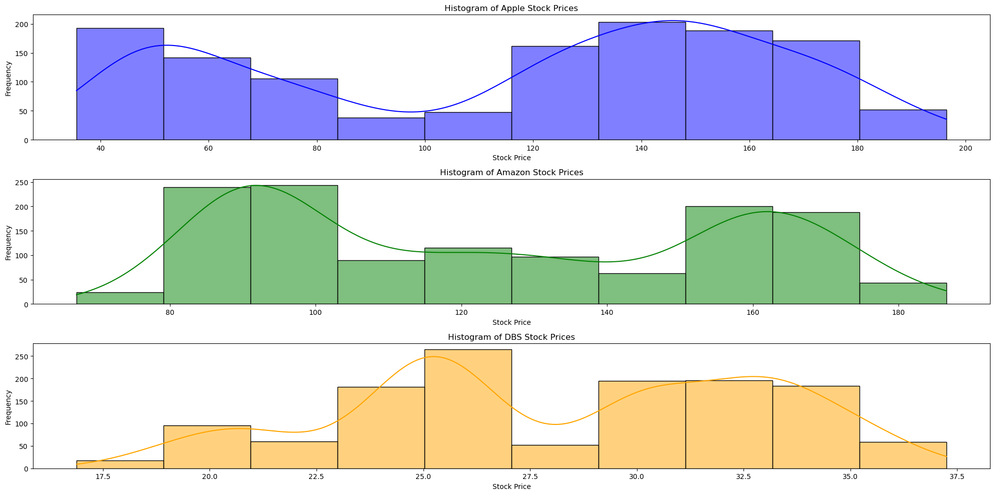 Histogram of Apple Stock Prices
200
150
100
50
0
Frequency
40 60 80 100 120 140 160 180 200
Stock Price
Histogram of Amazon Stock Prices
250
200
150
100
50
0
Frequency
80 100 120 140 160 180
Stock Price
Histogram of DBS Stock Prices
250
200
150
100
50
0
Frequency
17.5 20.0 22.5 25.0 27.5 30.0 32.5 35.0 37.5
Stock Price